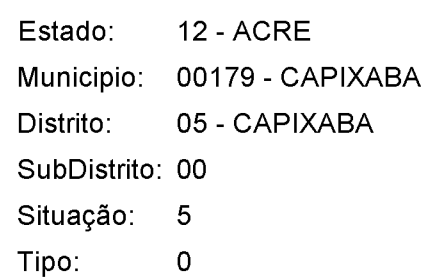 Estado: 12 - ACRE
Municipio: 00179 - CAPIXABA
Distrito: 05 - CAPIXABA
SubDistrito: 00
Situação: 5
Tipo: 0